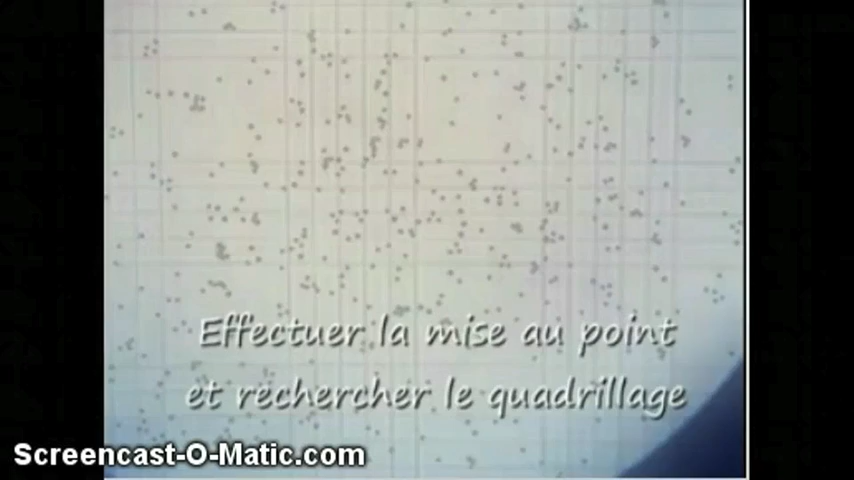 Effectuer la mise au point
et rechercher le quadrillage
Screencast-O-Matic.com